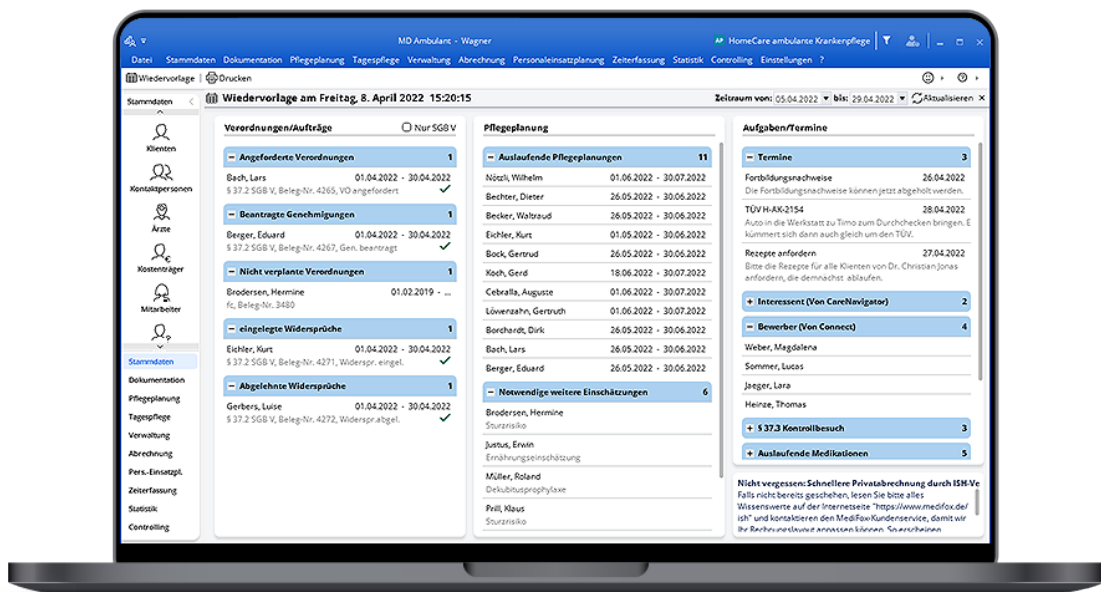 MD Ambulant - Wagner
AP HomeCare ambulante Krankenpflege
Datei Stammdaten Dokumentation Pflegeplanung Tagespflege Verwaltung Abrechnung Personaleinsatzplanung Zeiterfassung Statistik Controlling Einstellungen ?
Wiedervorlage | Drucken
Stammdaten
Wiedervorlage am Freitag, 8. April 2022 15:20:15
Zeitraum von: 05.04.2022 bis: 29.04.2022 Aktualisieren
Klienten
Kontaktpersonen
Ärzte
Kostenträger
Mitarbeiter
Stammdaten
Dokumentation
Pflegeplanung
Tagespflege
Verwaltung
Abrechnung
Pers.-Einsatzpl.
Zeiterfassung
Statistik
Controlling
Verordnungen/Aufträge Nur SGB V
Angeforderte Verordnungen 1
Bach, Lars 01.04.2022 - 30.04.2022
§ 37.2 SGB V, Beleg-Nr. 4265, VO angefordert
Beantragte Genehmigungen 1
Berger, Eduard 01.04.2022 - 30.04.2022
§ 37.2 SGB V, Beleg-Nr. 4267, Gen. beantragt
Nicht verplante Verordnungen 1
Brodersen, Hermine 01.02.2019 - ...
fc, Beleg-Nr. 3480
eingelegte Widersprüche 1
Eichler, Kurt 01.04.2022 - 30.04.2022
§ 37.2 SGB V, Beleg-Nr. 4271, Widerspr. eingel.
Abgelehnte Widersprüche 1
Gerbers, Luise 01.04.2022 - 30.04.2022
§ 37.2 SGB V, Beleg-Nr. 4272, Widerspr.abgel.
Pflegeplanung
Auslaufende Pflegeplanungen 11
Nötzli, Wilhelm 01.06.2022 - 30.07.2022
Bechter, Dieter 26.05.2022 - 30.06.2022
Becker, Waltraud 26.05.2022 - 30.06.2022
Eichler, Kurt 01.05.2022 - 30.06.2022
Bock, Gertrud 26.05.2022 - 30.06.2022
Koch, Gerd 18.06.2022 - 30.07.2022
Cebralla, Auguste 01.06.2022 - 30.07.2022
Löwenzahn, Gertruth 01.06.2022 - 30.07.2022
Borchardt, Dirk 26.05.2022 - 30.06.2022
Bach, Lars 26.05.2022 - 30.06.2022
Berger, Eduard 26.05.2022 - 30.06.2022
Notwendige weitere Einschätzungen 6
Brodersen, Hermine
Sturzrisiko
Justus, Erwin
Ernährungseinschätzung
Müller, Roland
Dekubitusprophylaxe
Prill, Klaus
Sturzrisiko
Aufgaben/Termine
Termine 3
Fortbildungsnachweise 26.04.2022
Die Fortbildungsnachweise können jetzt abgeholt werden.
TÜV H-AK-2154 28.04.2022
Auto in die Werkstatt zu Timo zum Durchchecken bringen. E
kümmert sich dann auch gleich um den TÜV.
Rezepte anfordern 27.04.2022
Bitte die Rezepte für alle Klienten von Dr. Christian Jonas
anfordern, die demnächst ablaufen.
Interessent (Von CareNavigator) 2
Bewerber (Von Connect) 4
Weber, Magdalena
Sommer, Lucas
Jaeger, Lara
Heinze, Thomas
§ 37.3 Kontrollbesuch 3
Auslaufende Medikationen 5
Nicht vergessen: Schnellere Privatabrechnung durch ISH-Ve
Falls nicht bereits geschehen, lesen Sie bitte alles
Wissenswerte auf der Internetseite "https://www.medifox.de/
ish" und kontaktieren den MediFox-Kundenservice, damit wir
Ihr Rechnungslayout anpassen können. So erscheinen